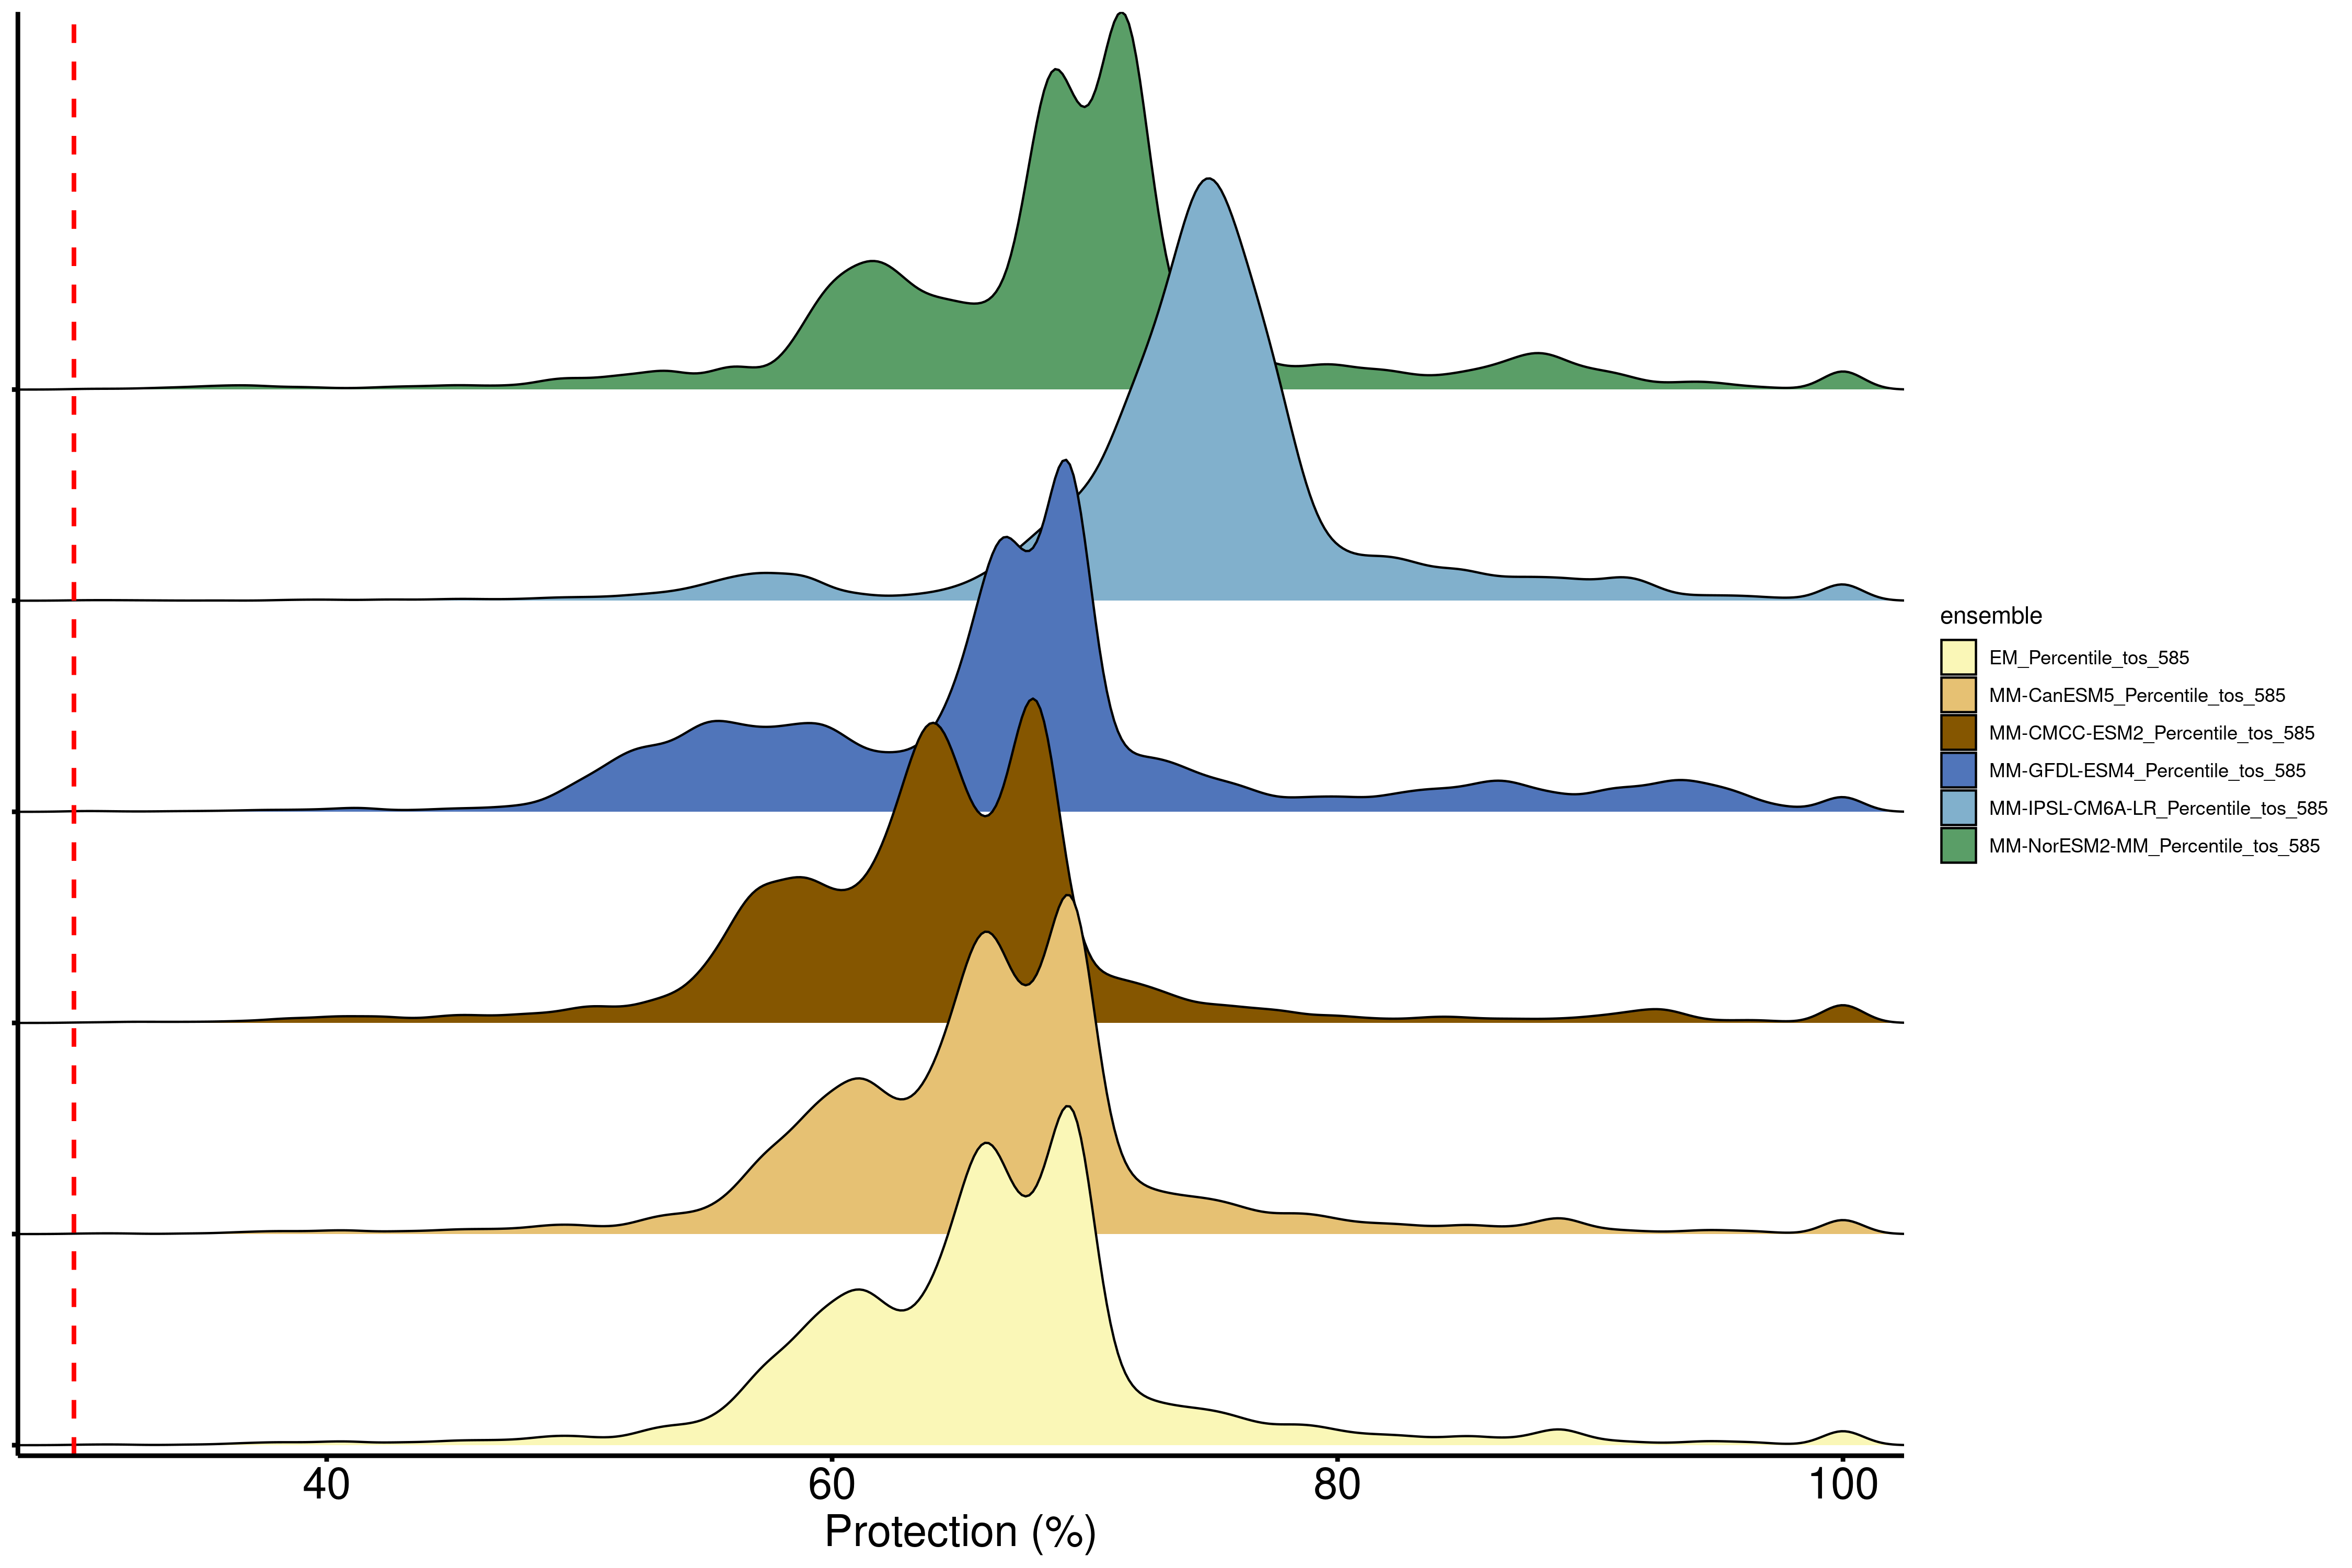 ensemble
EM_Percentile_tos_585
MM-CanESM5_Percentile_tos_585
MM-CMCC-ESM2_Percentile_tos_585
MM-GFDL-ESM4_Percentile_tos_585
MM-IPSL-CM6A-LR_Percentile_tos_585
MM-NorESM2-MM_Percentile_tos_585
40 60 80 100
Protection (%)